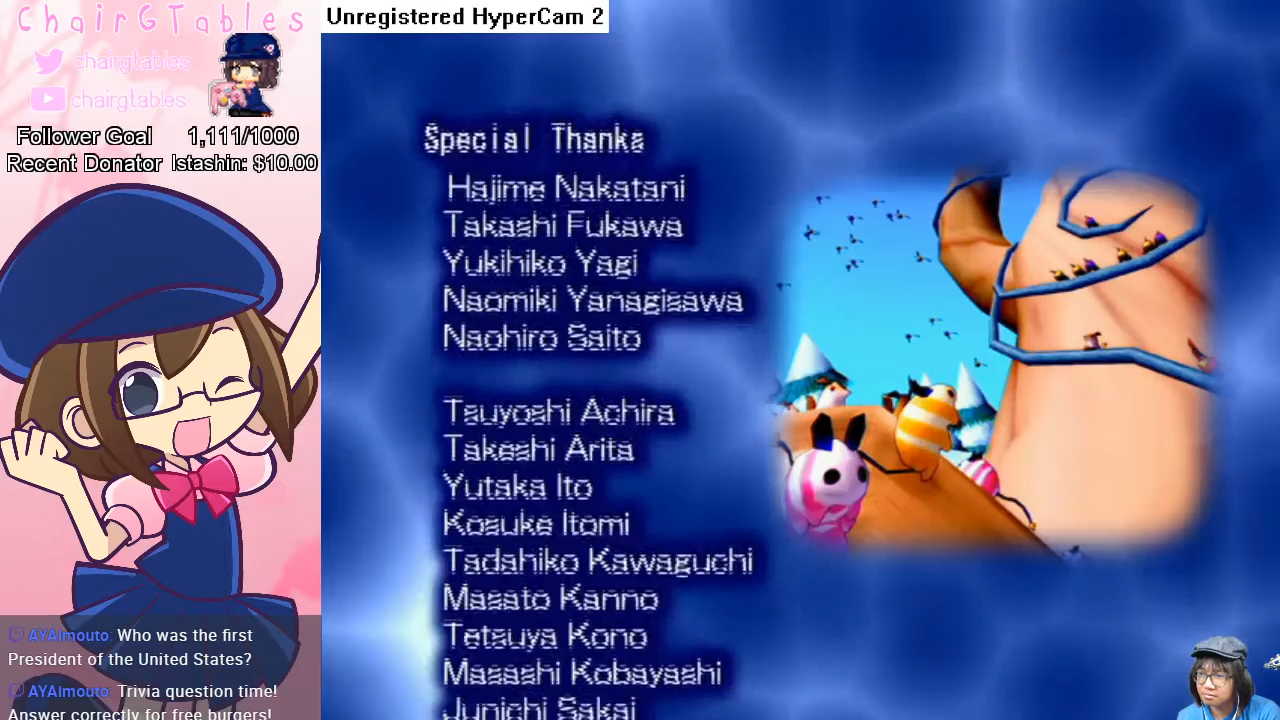 ChairGTables
chairgtables
chairgtables
Follower Goal 1,111/1000
Recent Donator Istashin: $10.00
Unregistered HyperCam 2
Special Thanks
Hajime Nakatani
Takashi Fukawa
Yukihiko Yagi
Naomiki Yanagisawa
Naohiro Saito
Tsuyoshi Achira
Takeshi Arita
Yutaka Ito
Kosuke Itomi
Tadahiko Kawaguchi
Masato Kanno
Tetsuya Kono
Masashi Kobayashi
Junichi Sakai
AYAImouto: Who was the first
President of the United States?
AYAImouto: Trivia question time!
Answer correctly for free burgers!